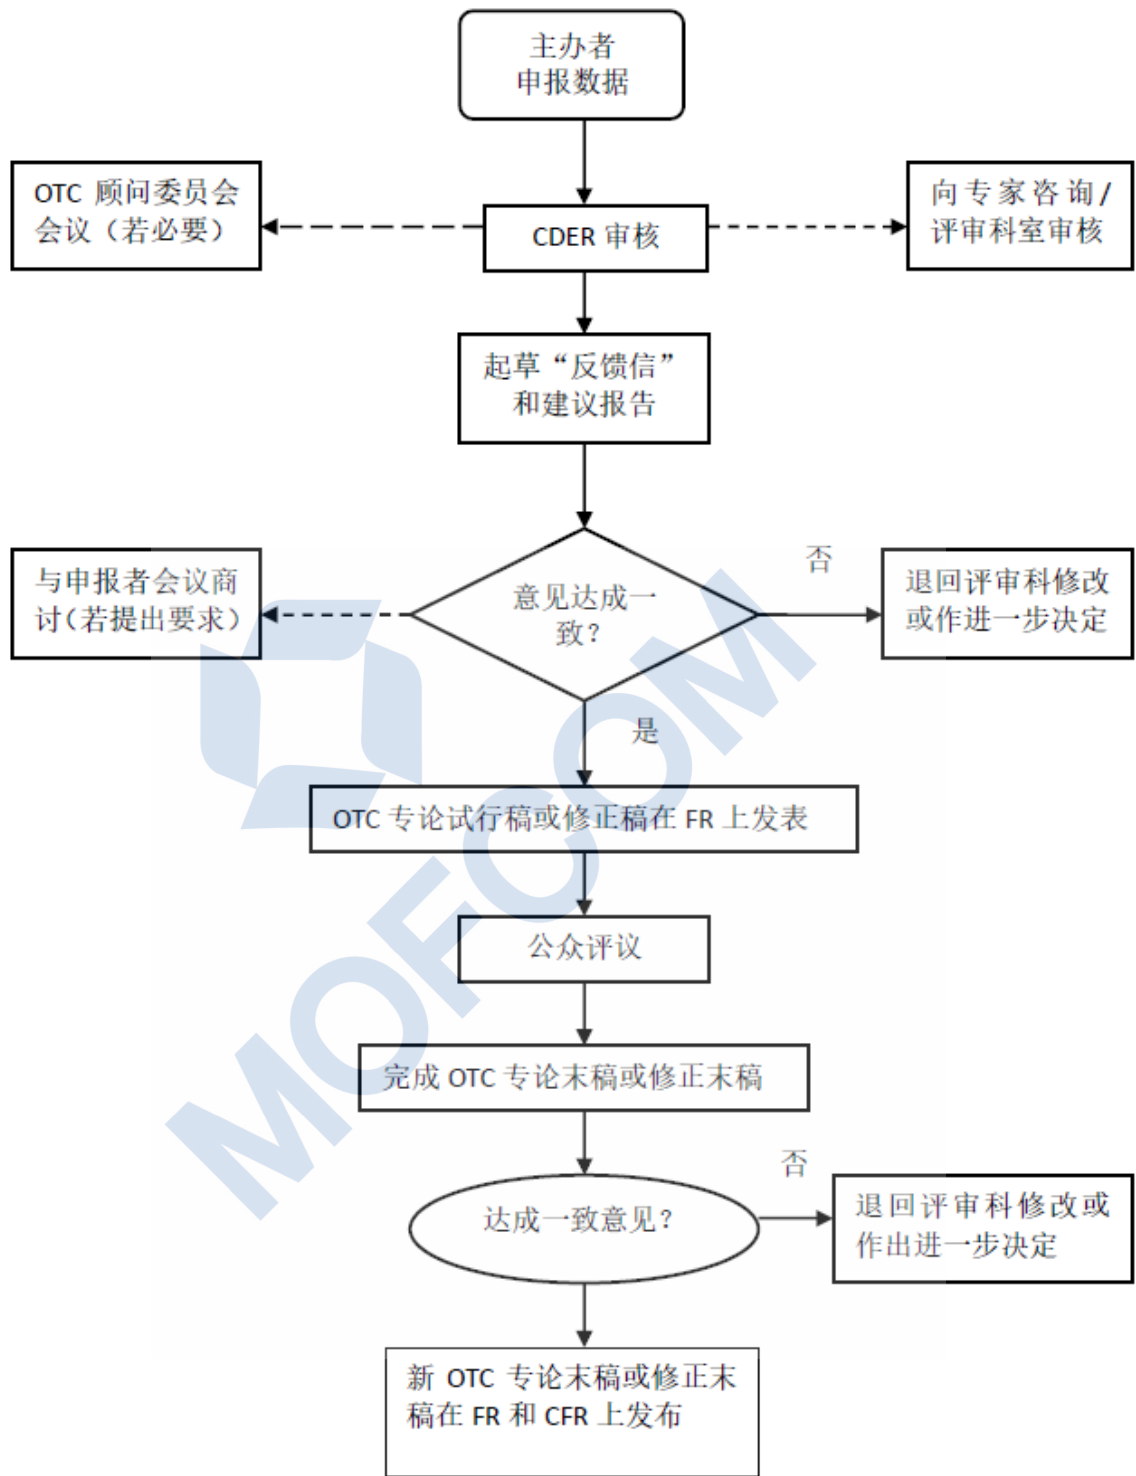 主办者
申报数据
OTC 顾问委员会
会议（若必要）
CDER 审核
向专家咨询/
评审科室审核
起草“反馈信”
和建议报告
与申报者会议商
讨（若提出要求）
意见达成一
致？
否
退回评审科修改
或作进一步决定
是
OTC 专论试行稿或修正稿在 FR 上发表
公众评议
完成 OTC 专论末稿或修正末稿
达成一致意见？
否
退回评审科修改或
作出进一步决定
新 OTC 专论末稿或修正末
稿在 FR 和 CFR 上发布
MOFCOM